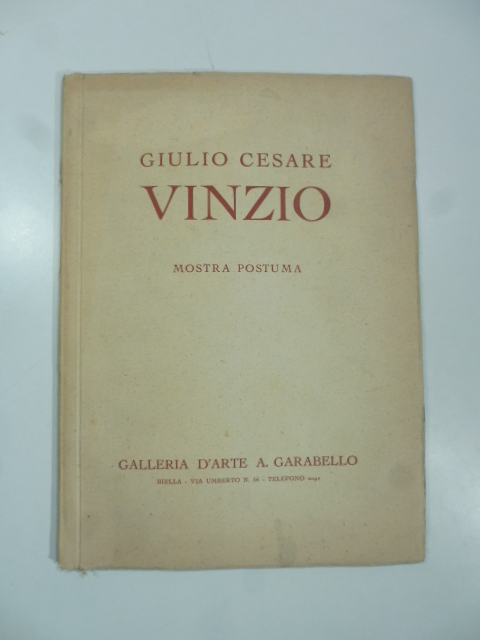 GIULIO CESARE
VINZIO
MOSTRA POSTUMA
GALLERIA D'ARTE A. GARABELLO
BIELLA - VIA UMBERTO N. - TELEFONO